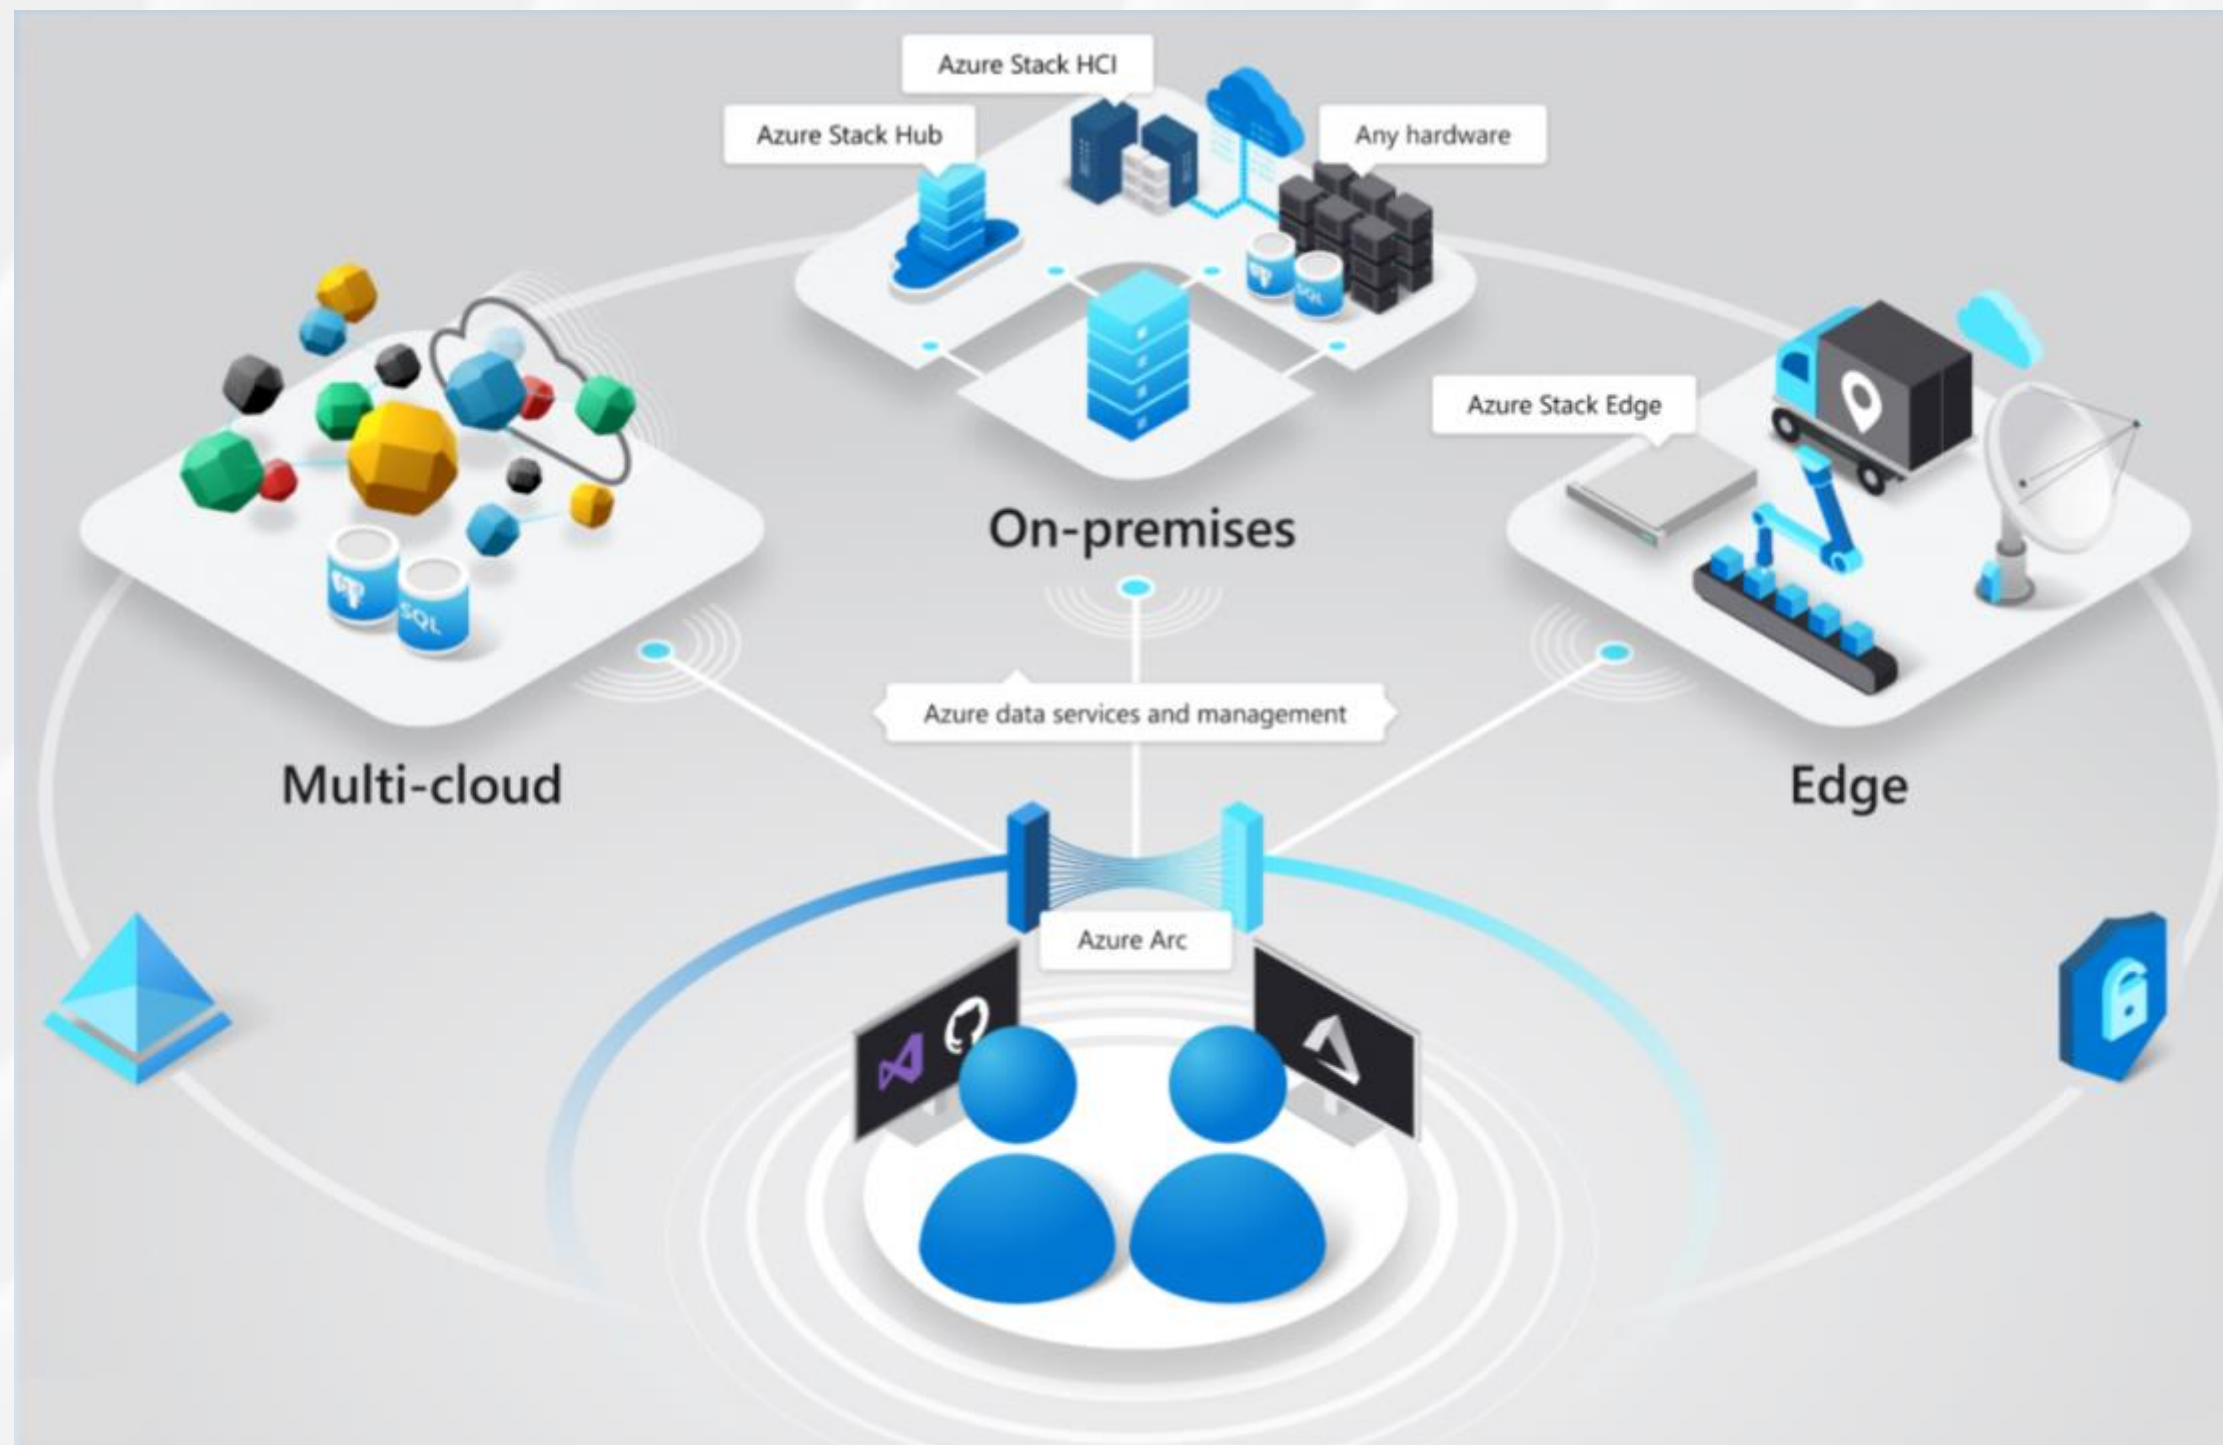 Azure Stack HCI
Azure Stack Hub
Any hardware
Azure Stack Edge
On-premises
SQL
SQL
Azure data services and management
Multi-cloud
Edge
Azure Arc